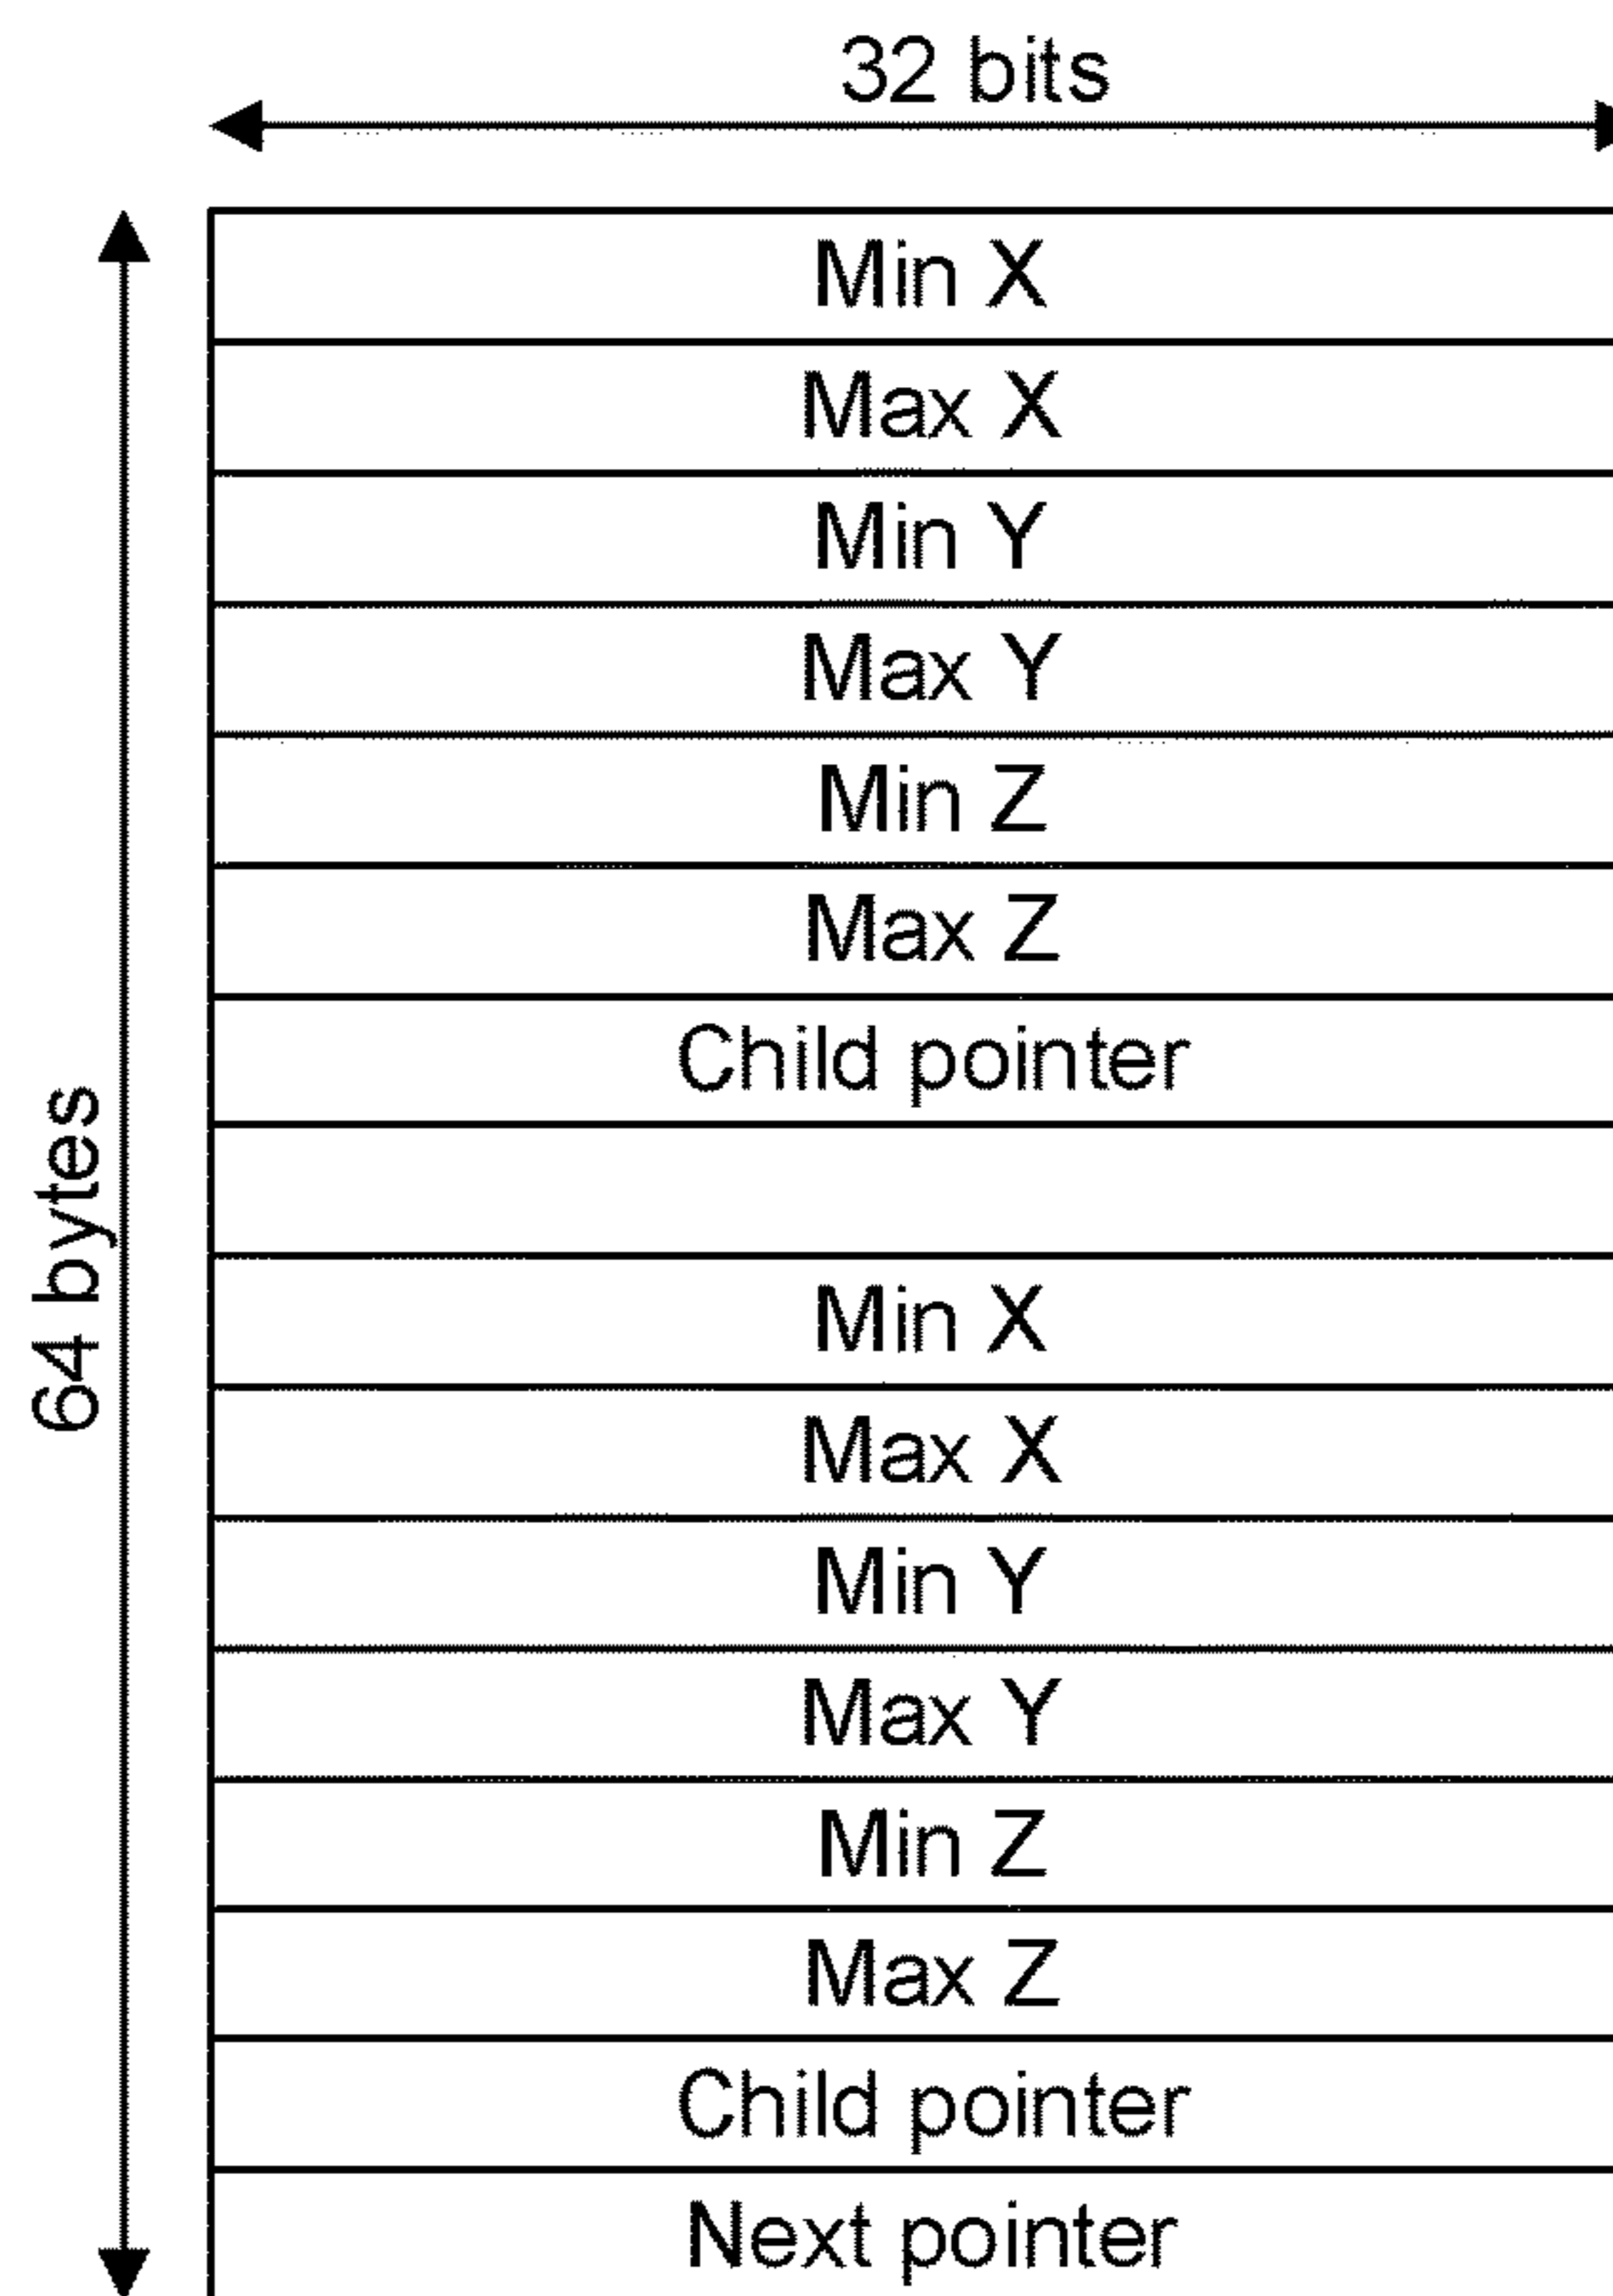 32 bits
64 bytes
Min X
Max X
Min Y
Max Y
Min Z
Max Z
Child pointer
Min X
Max X
Min Y
Max Y
Min Z
Max Z
Child pointer
Next pointer